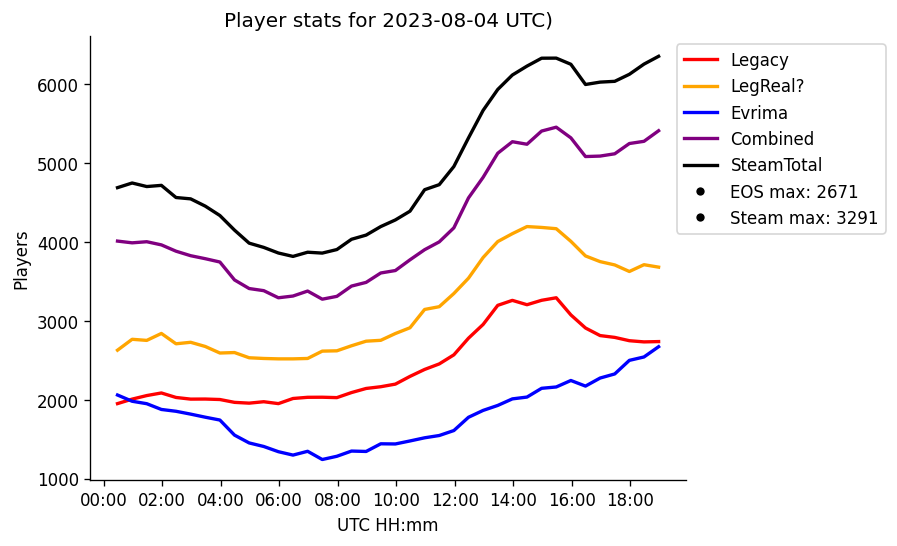 Player stats for 2023-08-04 UTC)
Players
6000
5000
4000
3000
2000
1000
00:00 02:00 04:00 06:00 08:00 10:00 12:00 14:00 16:00 18:00
UTC HH:mm
Legacy
LegReal?
Evrima
Combined
SteamTotal
EOS max: 2671
Steam max: 3291